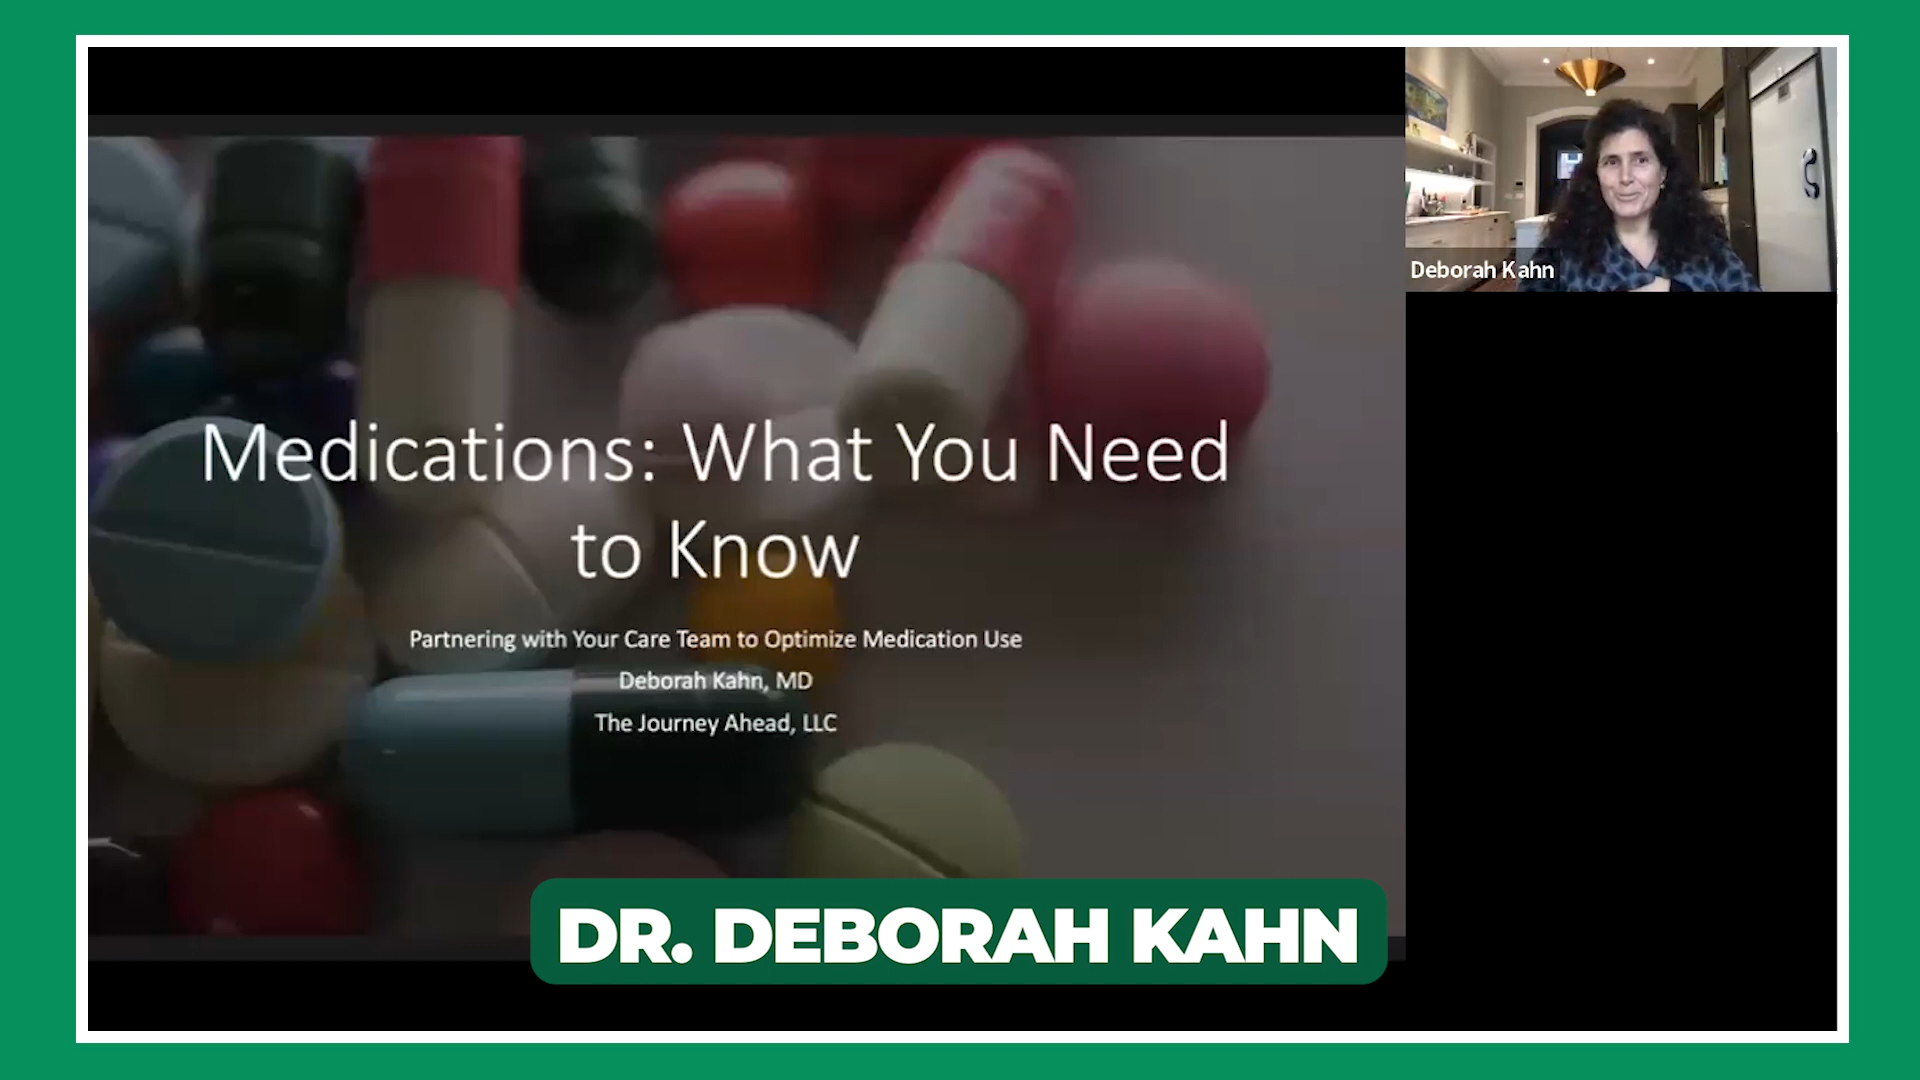 Medications: What You Need
to Know
Partnering with Your Care Team to Optimize Medication Use
Deborah Kahn, MD
The Journey Ahead, LLC
Deborah Kahn
DR. DEBORAH KAHN